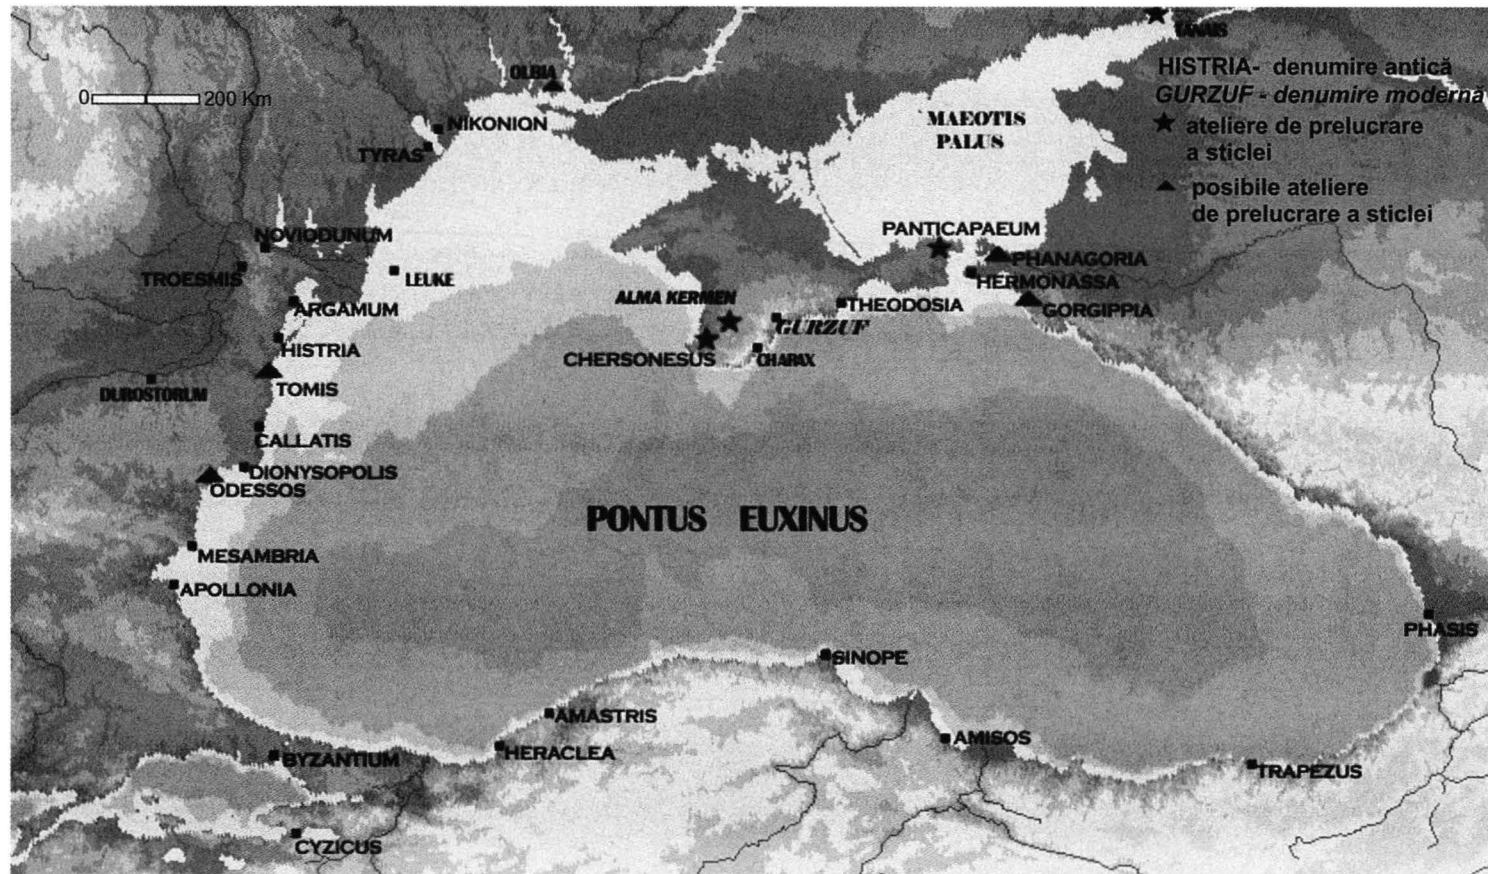 TANAIS
OLBIA
HISTRIA- denumire antică
GURZUF - denumire modernă
0 200 Km
ateliere de prelucrare
a sticlei
posibile ateliere
de prelucrare a sticlei
MAEOTIS
PALUS
NIKONION
TYRAS
NOVIODUNUM
PANTICAPAEUM
PHANAGORIA
TROESMIS
LEUKE
HERMONASSA
ALMA KERMEN
THEODOSIA
GORGIPPIA
ARGAMUM
GURZUF
HISTRIA
CHERSONESUS
CHARAX
TOMIS
DUROSTORUM
CALLATIS
DIONYSOPOLIS
ODESSOS
PONTUS EUXINUS
MESAMBRIA
APOLLONIA
PHASIS
SINOPE
AMASTRIS
AMISOS
HERACLEA
BYZANTIUM
TRAPEZUS
CYZICUS